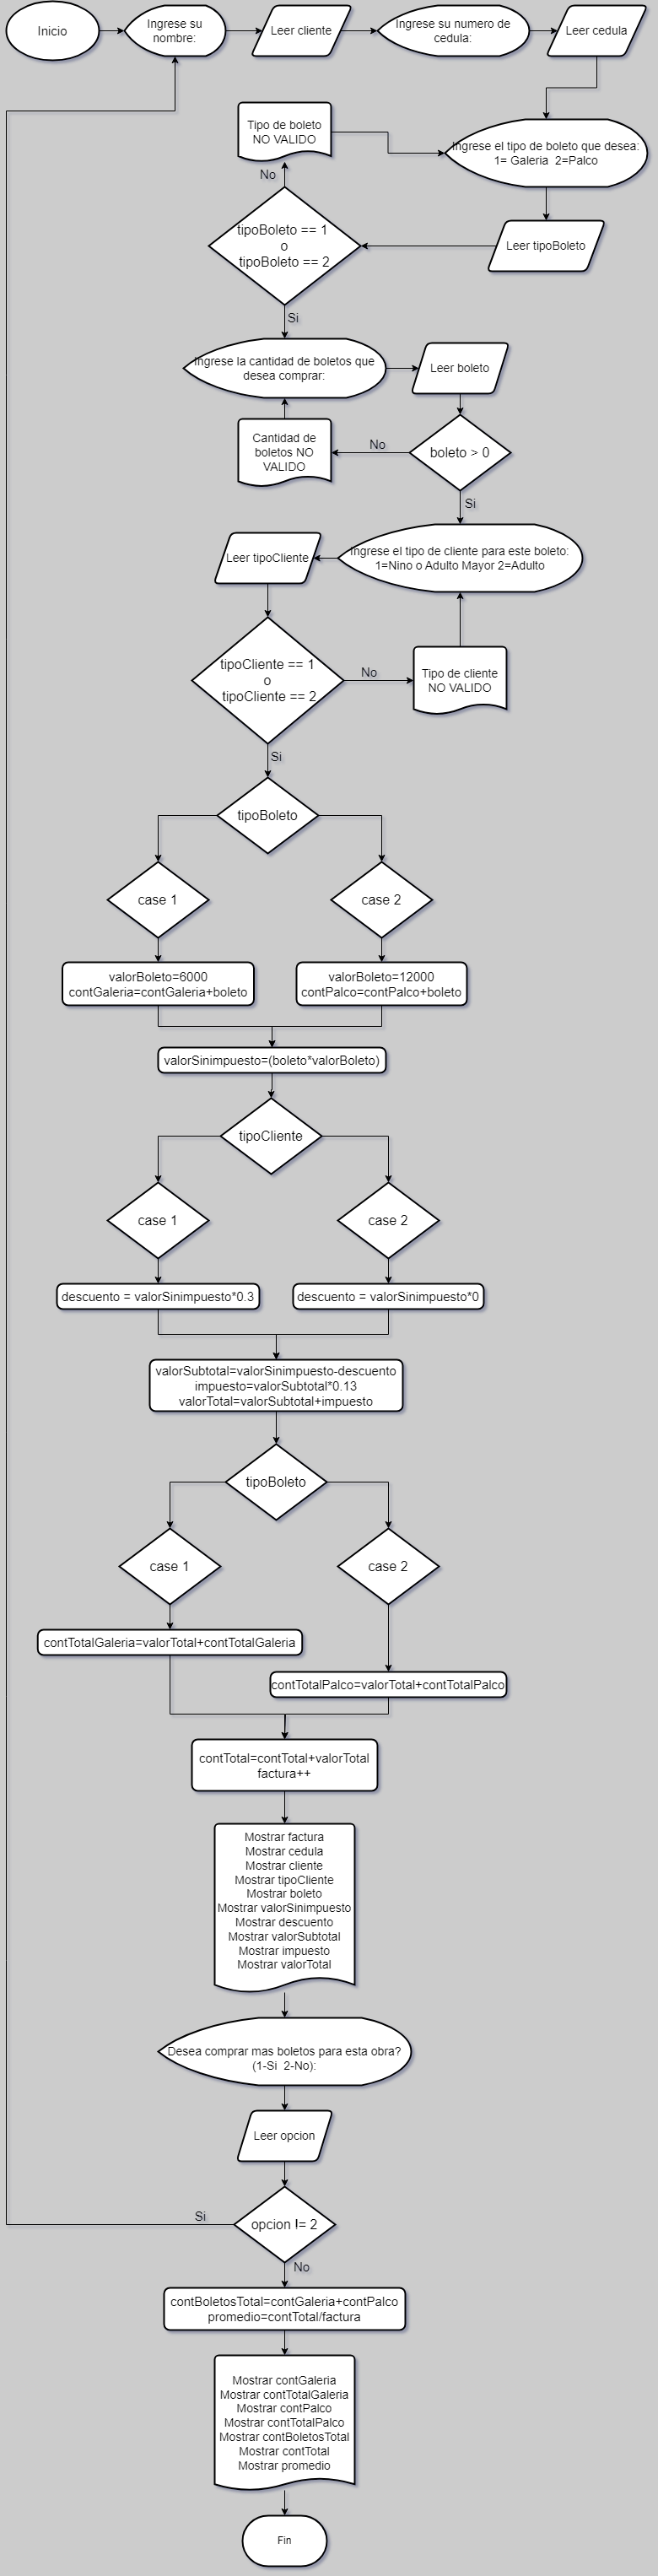 Inicio
Ingrese su
nombre:
Leer cliente
Ingrese su numero de
cedula:
Leer cedula
Tipo de boleto
NO VALIDO
Ingrese el tipo de boleto que desea:
1= Galeria 2=Palco
No
tipoBoleto == 1
o
tipoBoleto == 2
Leer tipoBoleto
Si
Ingrese la cantidad de boletos que
desea comprar:
Leer boleto
Cantidad de
boletos NO
VALIDO
No
boleto > 0
Si
Leer tipoCliente
Ingrese el tipo de cliente para este boleto:
1=Nino o Adulto Mayor 2=Adulto
tipoCliente == 1
o
tipoCliente == 2
No
Tipo de cliente
NO VALIDO
Si
tipoBoleto
case 1
case 2
valorBoleto=6000
contGaleria=contGaleria+boleto
valorBoleto=12000
contPalco=contPalco+boleto
valorSinimpuesto=(boleto*valorBoleto)
tipoCliente
case 1
case 2
descuento = valorSinimpuesto*0.3
descuento = valorSinimpuesto*0
valorSubtotal=valorSinimpuesto-descuento
impuesto=valorSubtotal*0.13
valorTotal=valorSubtotal+impuesto
tipoBoleto
case 1
case 2
contTotalGaleria=valorTotal+contTotalGaleria
contTotalPalco=valorTotal+contTotalPalco
contTotal=contTotal+valorTotal
factura++
Mostrar factura
Mostrar cedula
Mostrar cliente
Mostrar tipoCliente
Mostrar boleto
Mostrar valorSinimpuesto
Mostrar descuento
Mostrar valorSubtotal
Mostrar impuesto
Mostrar valorTotal
Desea comprar mas boletos para esta obra?
(1-Si 2-No):
Leer opcion
Si
opcion != 2
No
contBoletosTotal=contGaleria+contPalco
promedio=contTotal/factura
Mostrar contGaleria
Mostrar contTotalGaleria
Mostrar contPalco
Mostrar contTotalPalco
Mostrar contBoletosTotal
Mostrar contTotal
Mostrar promedio
Fin